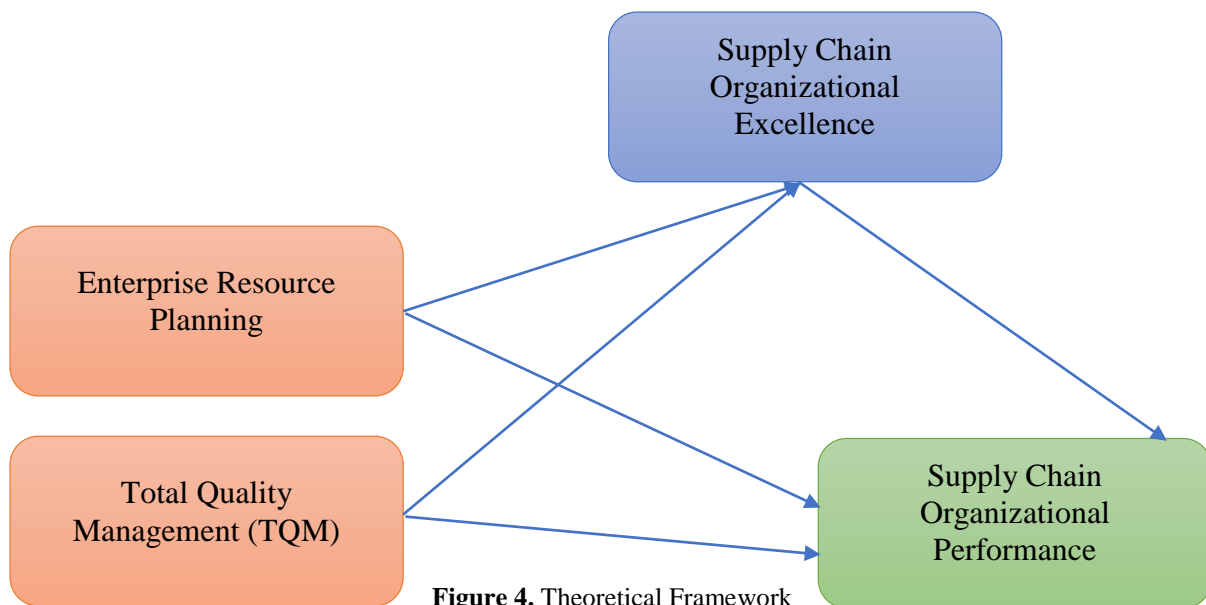 Supply Chain
Organizational
Excellence
Enterprise Resource
Planning
Total Quality
Management (TQM)
Supply Chain
Organizational
Performance
Figure 4. Theoretical Framework